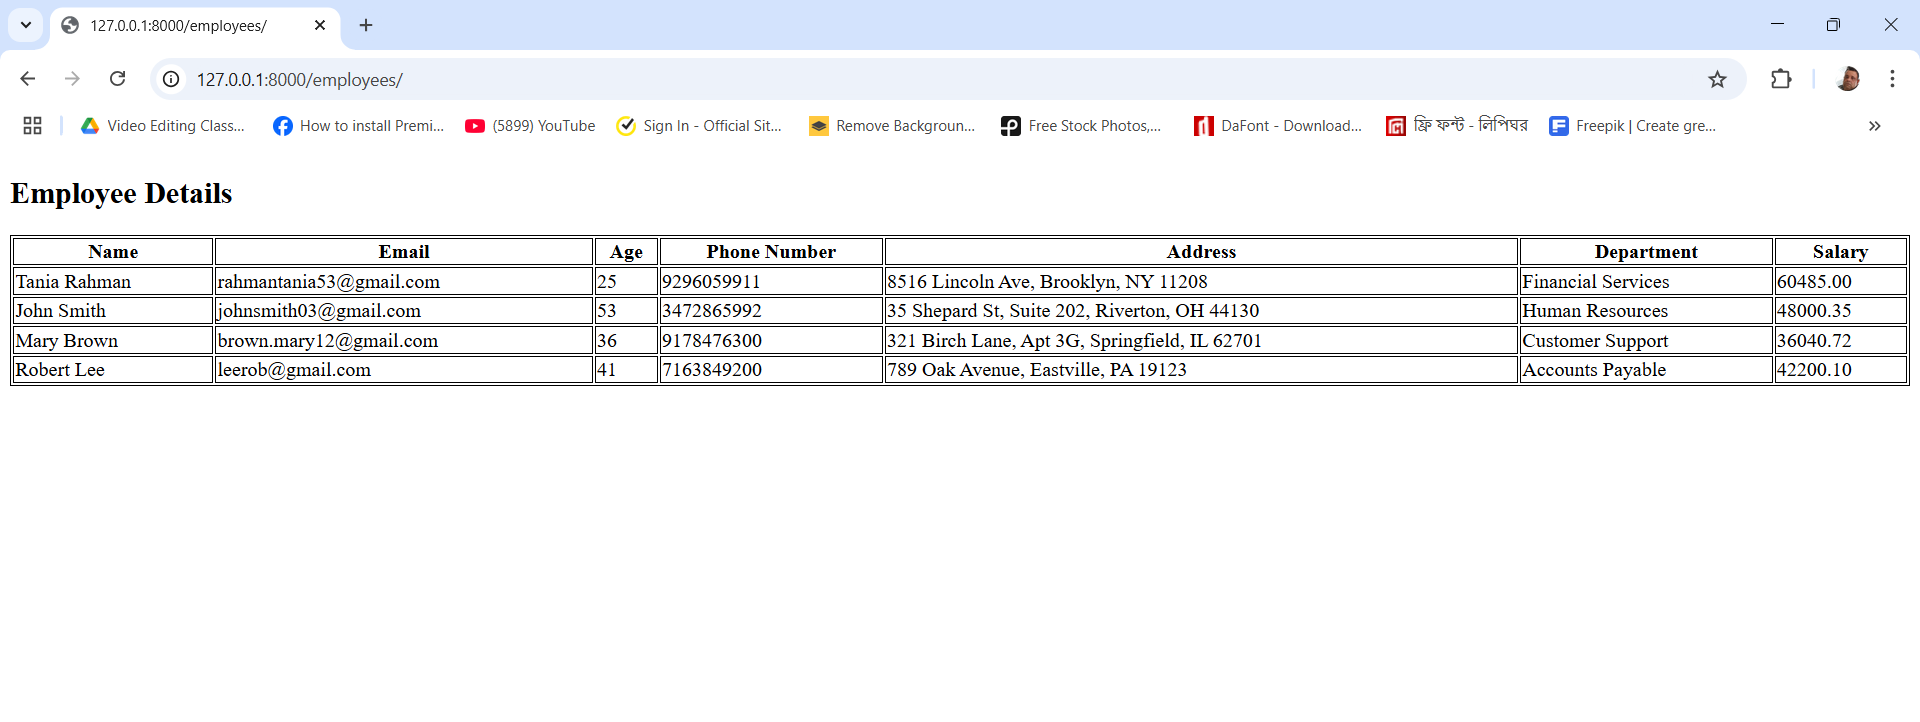 127.0.0.1:8000/employees/
127.0.0.1:8000/employees/
Video Editing Class... How to install Premi... (5899) YouTube Sign In - Official Sit... Remove Backgroun... Free Stock Photos,... DaFont - Download... ফ্রি ফন্ট - লিপিঘর Freepik | Create gre...
Employee Details
Name Email Age Phone Number Address Department Salary
Tania Rahman rahmantania53@gmail.com 25 9296059911 8516 Lincoln Ave, Brooklyn, NY 11208 Financial Services 60485.00
John Smith johnsmith03@gmail.com 53 3472865992 35 Shepard St, Suite 202, Riverton, OH 44130 Human Resources 48000.35
Mary Brown brown.mary12@gmail.com 36 9178476300 321 Birch Lane, Apt 3G, Springfield, IL 62701 Customer Support 36040.72
Robert Lee leerob@gmail.com 41 7163849200 789 Oak Avenue, Eastville, PA 19123 Accounts Payable 42200.10